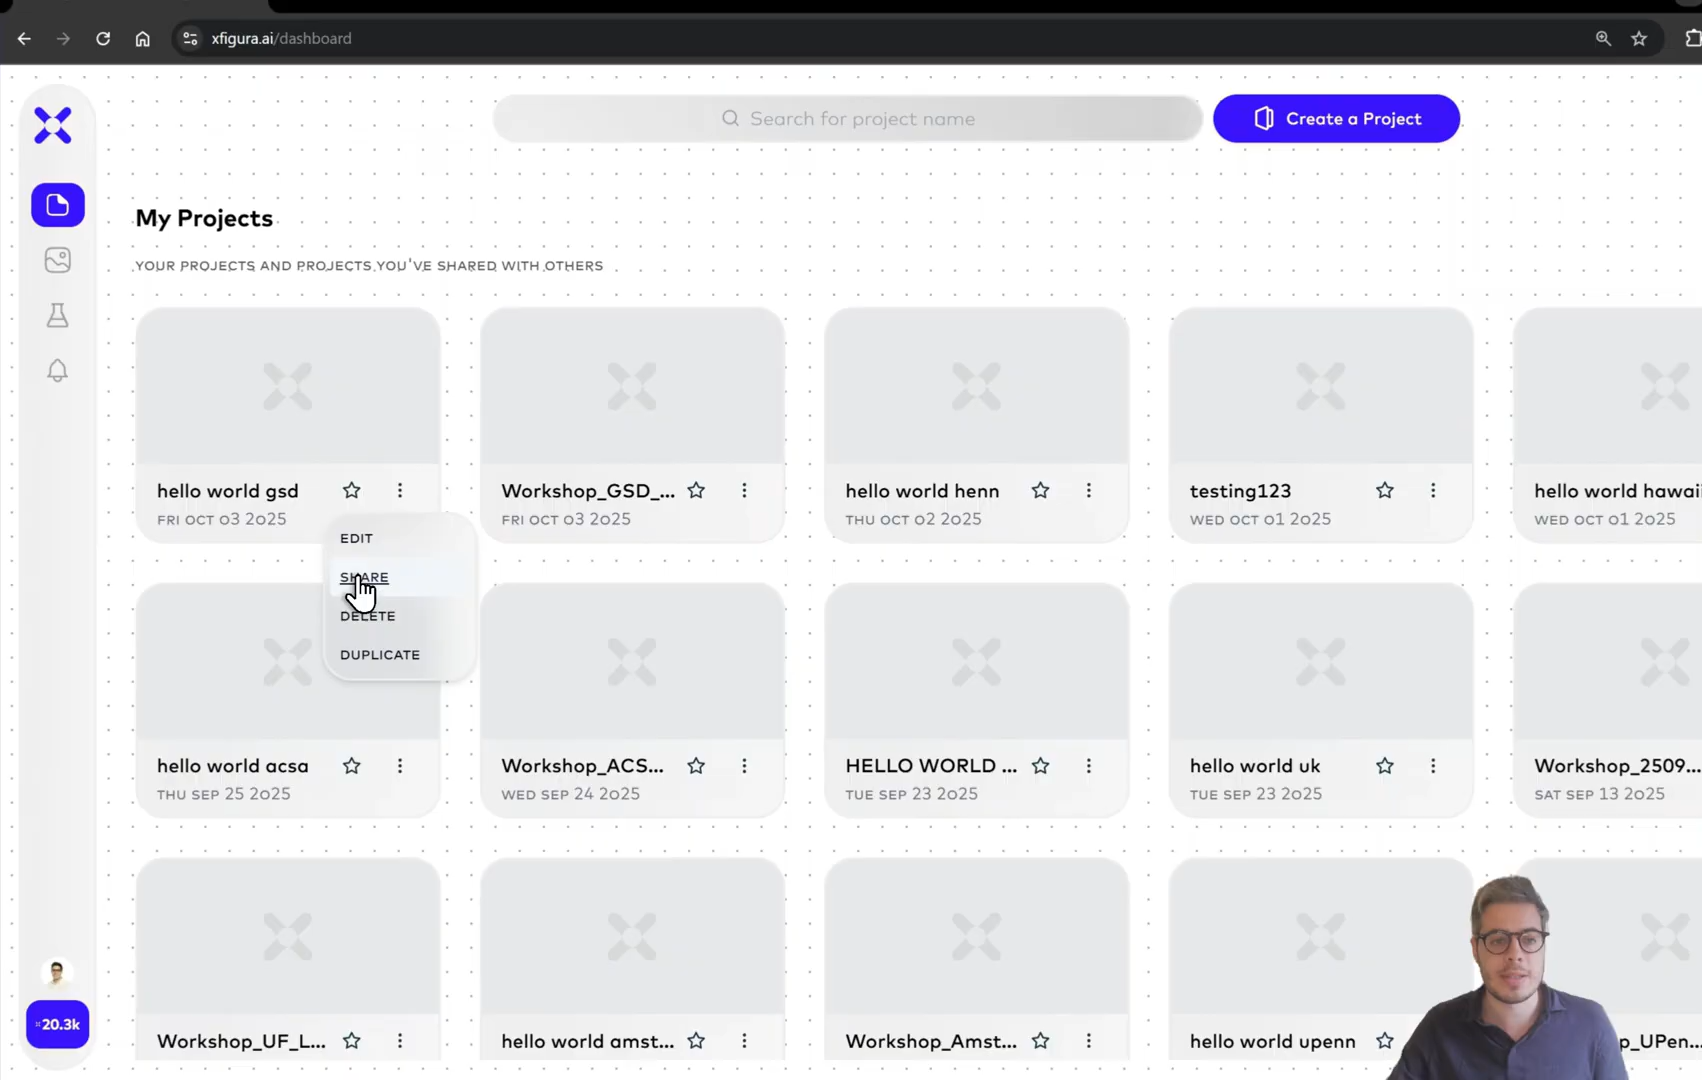 xfigura.ai/dashboard
Search for project name
Create a Project
My Projects
YOUR PROJECTS AND PROJECTS YOU'VE SHARED WITH OTHERS
hello world gsd
FRI OCT 03 2025
Workshop_GSD_...
FRI OCT 03 2025
hello world henn
THU OCT 02 2025
testing123
WED OCT 01 2025
hello world hawaii
WED OCT 01 2025
EDIT
SHARE
DELETE
DUPLICATE
hello world acsa
THU SEP 25 2025
Workshop_ACS...
WED SEP 24 2025
HELLO WORLD ...
TUE SEP 23 2025
hello world uk
TUE SEP 23 2025
Workshop_2509...
SAT SEP 13 2025
Workshop_UF_L...
hello world amst...
Workshop_Amst...
hello world upenn
p_UPen...
20.3k